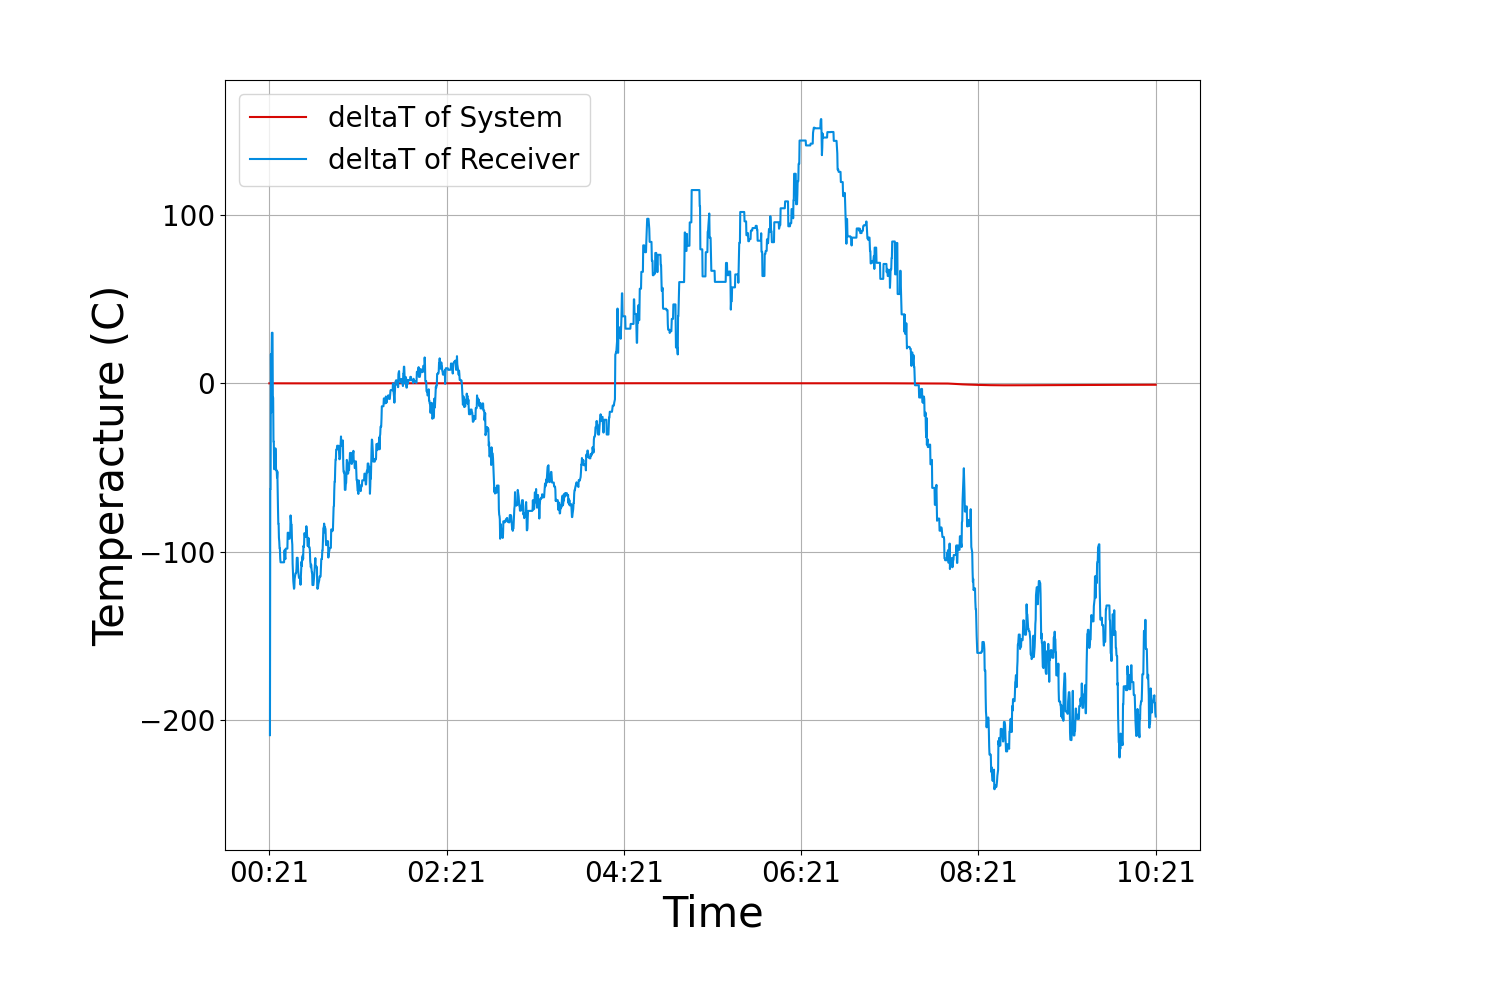 deltaT of System
deltaT of Receiver
100
0
−100
−200
Temperacture (C)
00:21 02:21 04:21 06:21 08:21 10:21
Time